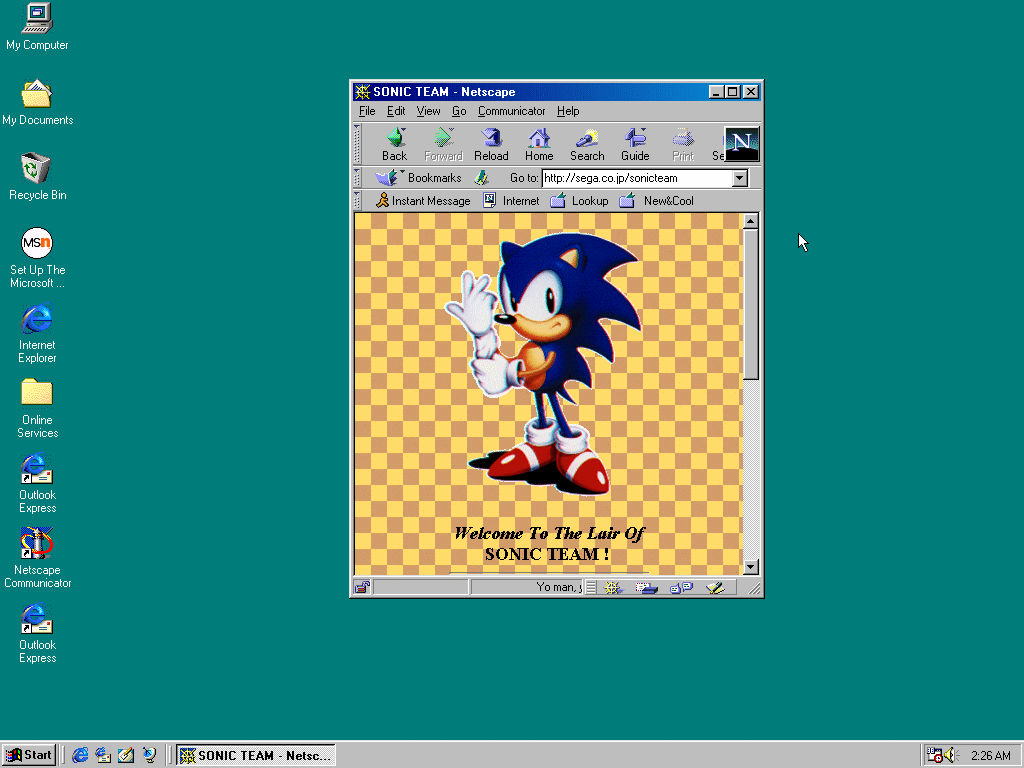 My Computer
My Documents
Recycle Bin
msn
Set Up The
Microsoft ...
Internet
Explorer
Online
Services
Outlook
Express
Netscape
Communicator
Outlook
Express
SONIC TEAM - Netscape
File Edit View Go Communicator Help
Back Forward Reload Home Search Guide Print Se
N
Bookmarks Go to: http://sega.co.jp/sonicteam
Instant Message Internet Lookup New&Cool
Welcome To The Lair Of
SONIC TEAM !
Yo man,
Start SONIC TEAM - Netsc... 2:26 AM